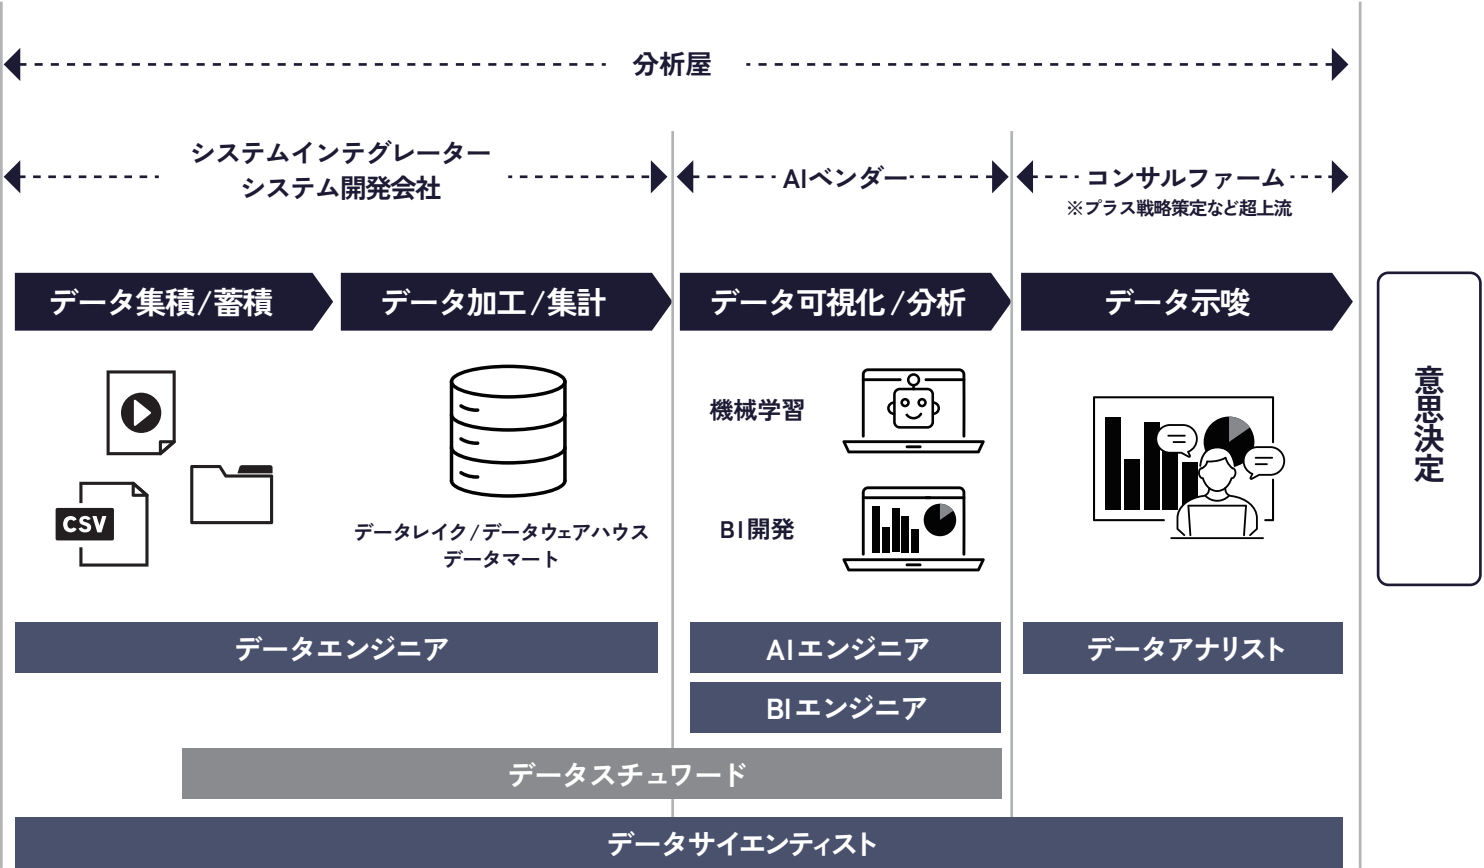 分析屋
システムインテグレーター
システム開発会社
AIベンダー
コンサルファーム
※プラス戦略策定など超上流
データ集積/蓄積
データ加工/集計
データ可視化/分析
データ示唆
意思決定
機械学習
CSV
BI開発
データレイク/データウェアハウス
データマート
データエンジニア
AIエンジニア
データアナリスト
BIエンジニア
データスチュワード
データサイエンティスト